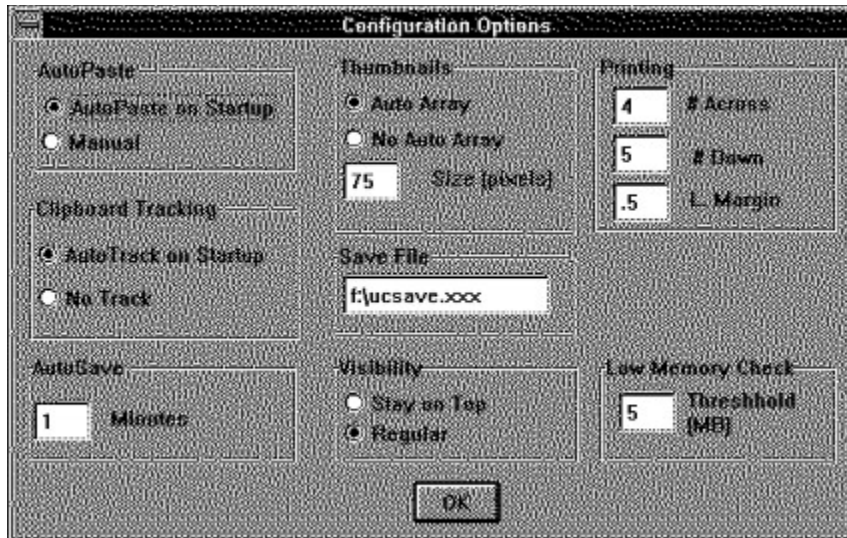 Configuration Options
AutoPaste
AutoPaste on Startup
Manual
Clipboard Tracking
AutoTrack on Startup
No Track
AutoSave
1 Minutes
Thumbnails
Auto Array
No Auto Array
75 Size (pixels)
Save File
f:\ucsave.xxx
Visibility
Stay on Top
Regular
Printing
4 # Across
5 # Down
.5 L. Margin
Low Memory Check
5 Threshhold
(MB)
OK